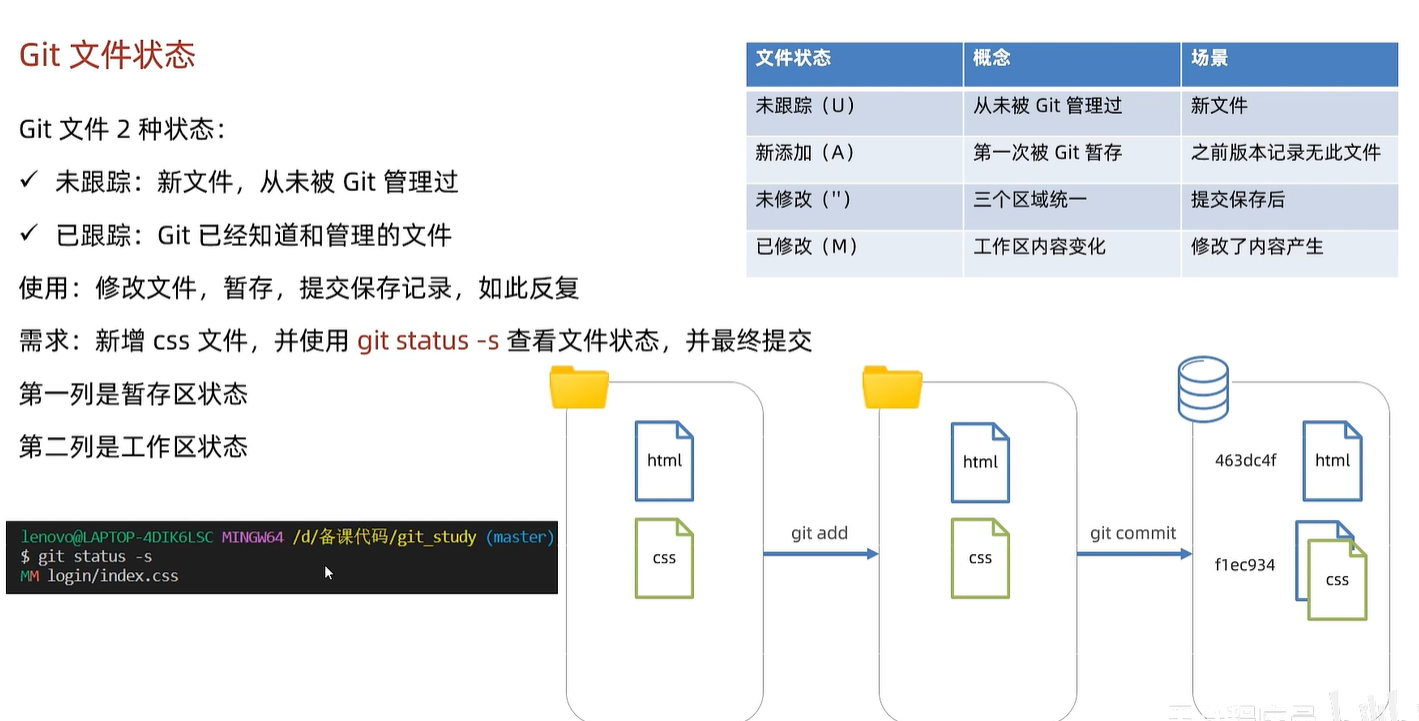 Git 文件状态
Git 文件 2 种状态：
✓ 未跟踪：新文件，从未被 Git 管理过
✓ 已跟踪：Git 已经知道和管理的文件
使用：修改文件，暂存，提交保存记录，如此反复
需求：新增 css 文件，并使用 git status -s 查看文件状态，并最终提交
第一列是暂存区状态
第二列是工作区状态
lenovo@LAPTOP-4DIK6LSC MINGW64 /d/备课代码/git_study (master)
$ git status -s
MM login/index.css
文件状态 概念 场景
未跟踪（U） 从未被 Git 管理过 新文件
新添加（A） 第一次被 Git 暂存 之前版本记录无此文件
未修改（''） 三个区域统一 提交保存后
已修改（M） 工作区内容变化 修改了内容产生
html
css
git add
html
css
git commit
463dc4f html
f1ec934 css